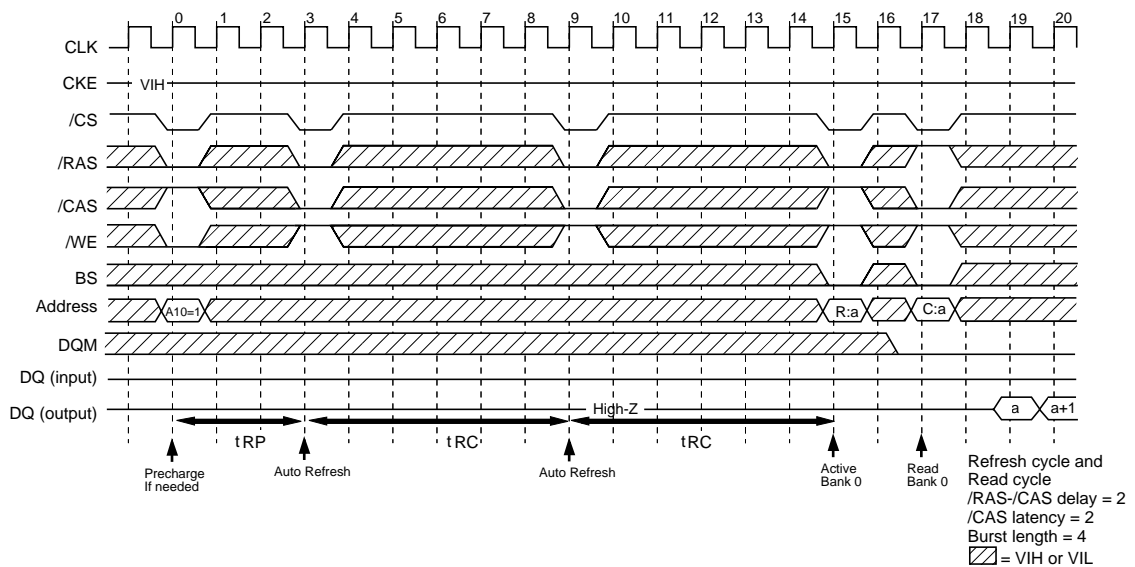 0 1 2 3 4 5 6 7 8 9 10 11 12 13 14 15 16 17 18 19 20
CLK
CKE VIH
/CS
/RAS
/CAS
/WE
BS
Address A10=1 R:a C:a
DQM
DQ (input)
DQ (output) High-Z a a+1
tRP tRC tRC
Precharge
If needed
Auto Refresh
Auto Refresh
Active
Bank 0
Read
Bank 0
Refresh cycle and
Read cycle
/RAS-/CAS delay = 2
/CAS latency = 2
Burst length = 4
= VIH or VIL